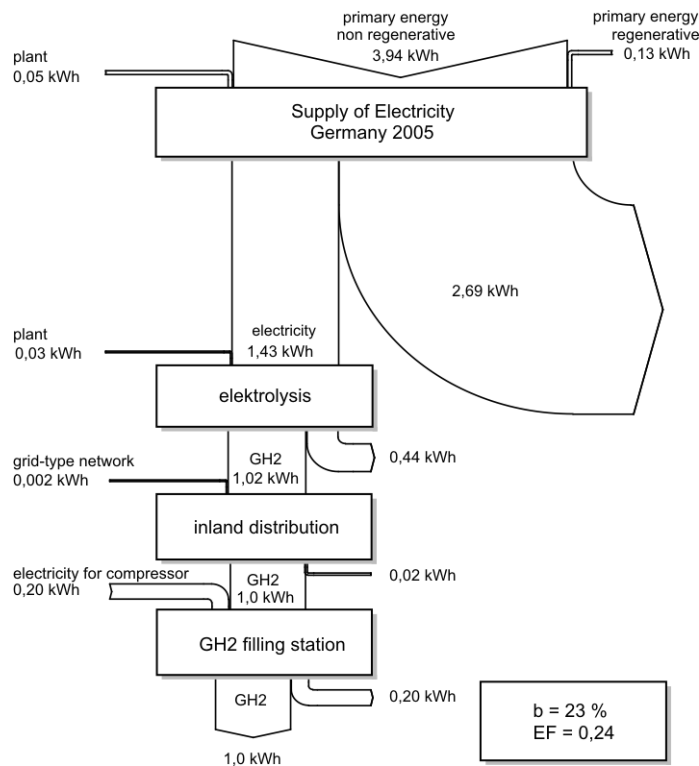 primary energy
non regenerative
3,94 kWh
primary energy
regenerative
0,13 kWh
plant
0,05 kWh
Supply of Electricity
Germany 2005
2,69 kWh
plant
0,03 kWh
electricity
1,43 kWh
elektrolysis
grid-type network
0,002 kWh
GH2
1,02 kWh
0,44 kWh
inland distribution
electricity for compressor
0,20 kWh
GH2
1,0 kWh
0,02 kWh
GH2 filling station
GH2
0,20 kWh
1,0 kWh
b = 23 %
EF = 0,24